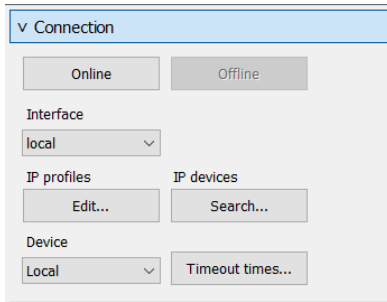 Connection
Online Offline
Interface
local
IP profiles IP devices
Edit... Search...
Device
Local Timeout times...